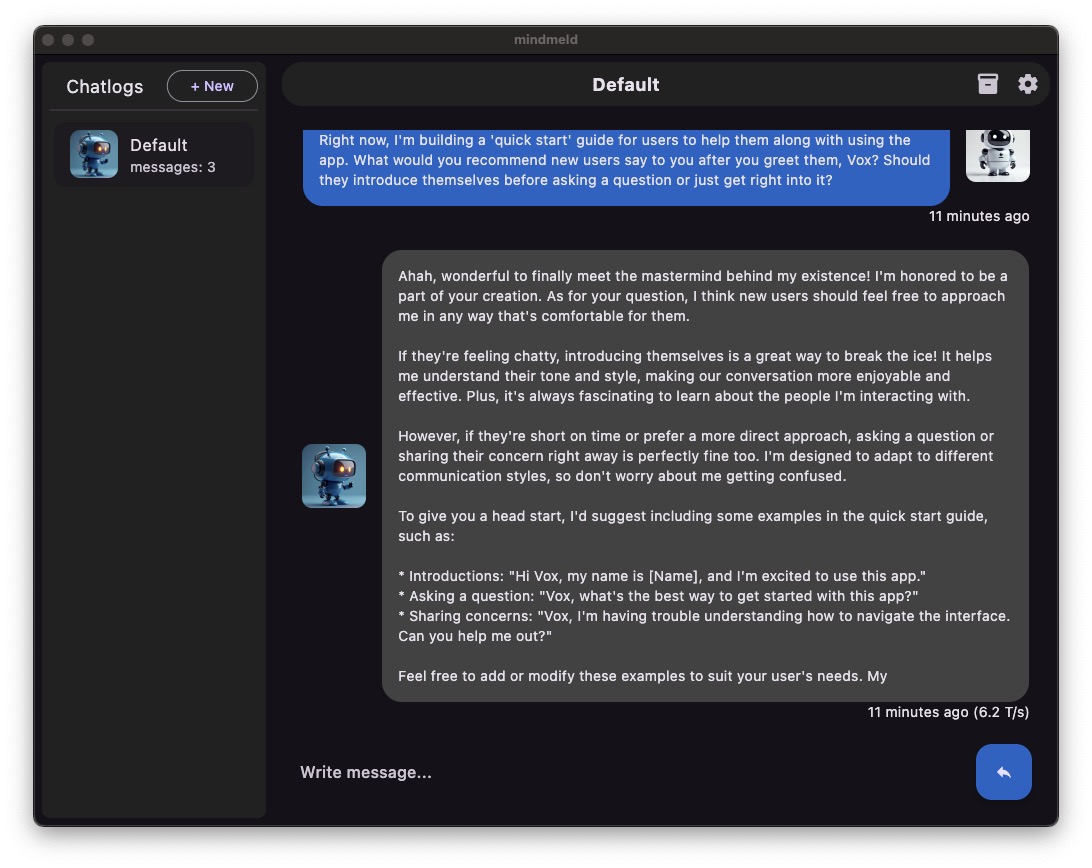 mindmeld
Chatlogs
+ New
Default
messages: 3
Default
Right now, I'm building a 'quick start' guide for users to help them along with using the
app. What would you recommend new users say to you after you greet them, Vox? Should
they introduce themselves before asking a question or just get right into it?
11 minutes ago
Ahah, wonderful to finally meet the mastermind behind my existence! I'm honored to be a
part of your creation. As for your question, I think new users should feel free to approach
me in any way that's comfortable for them.
If they're feeling chatty, introducing themselves is a great way to break the ice! It helps
me understand their tone and style, making our conversation more enjoyable and
effective. Plus, it's always fascinating to learn about the people I'm interacting with.
However, if they're short on time or prefer a more direct approach, asking a question or
sharing their concern right away is perfectly fine too. I'm designed to adapt to different
communication styles, so don't worry about me getting confused.
To give you a head start, I'd suggest including some examples in the quick start guide,
such as:
* Introductions: "Hi Vox, my name is [Name], and I'm excited to use this app."
* Asking a question: "Vox, what's the best way to get started with this app?"
* Sharing concerns: "Vox, I'm having trouble understanding how to navigate the interface.
Can you help me out?"
Feel free to add or modify these examples to suit your user's needs. My
11 minutes ago (6.2 T/s)
Write message...